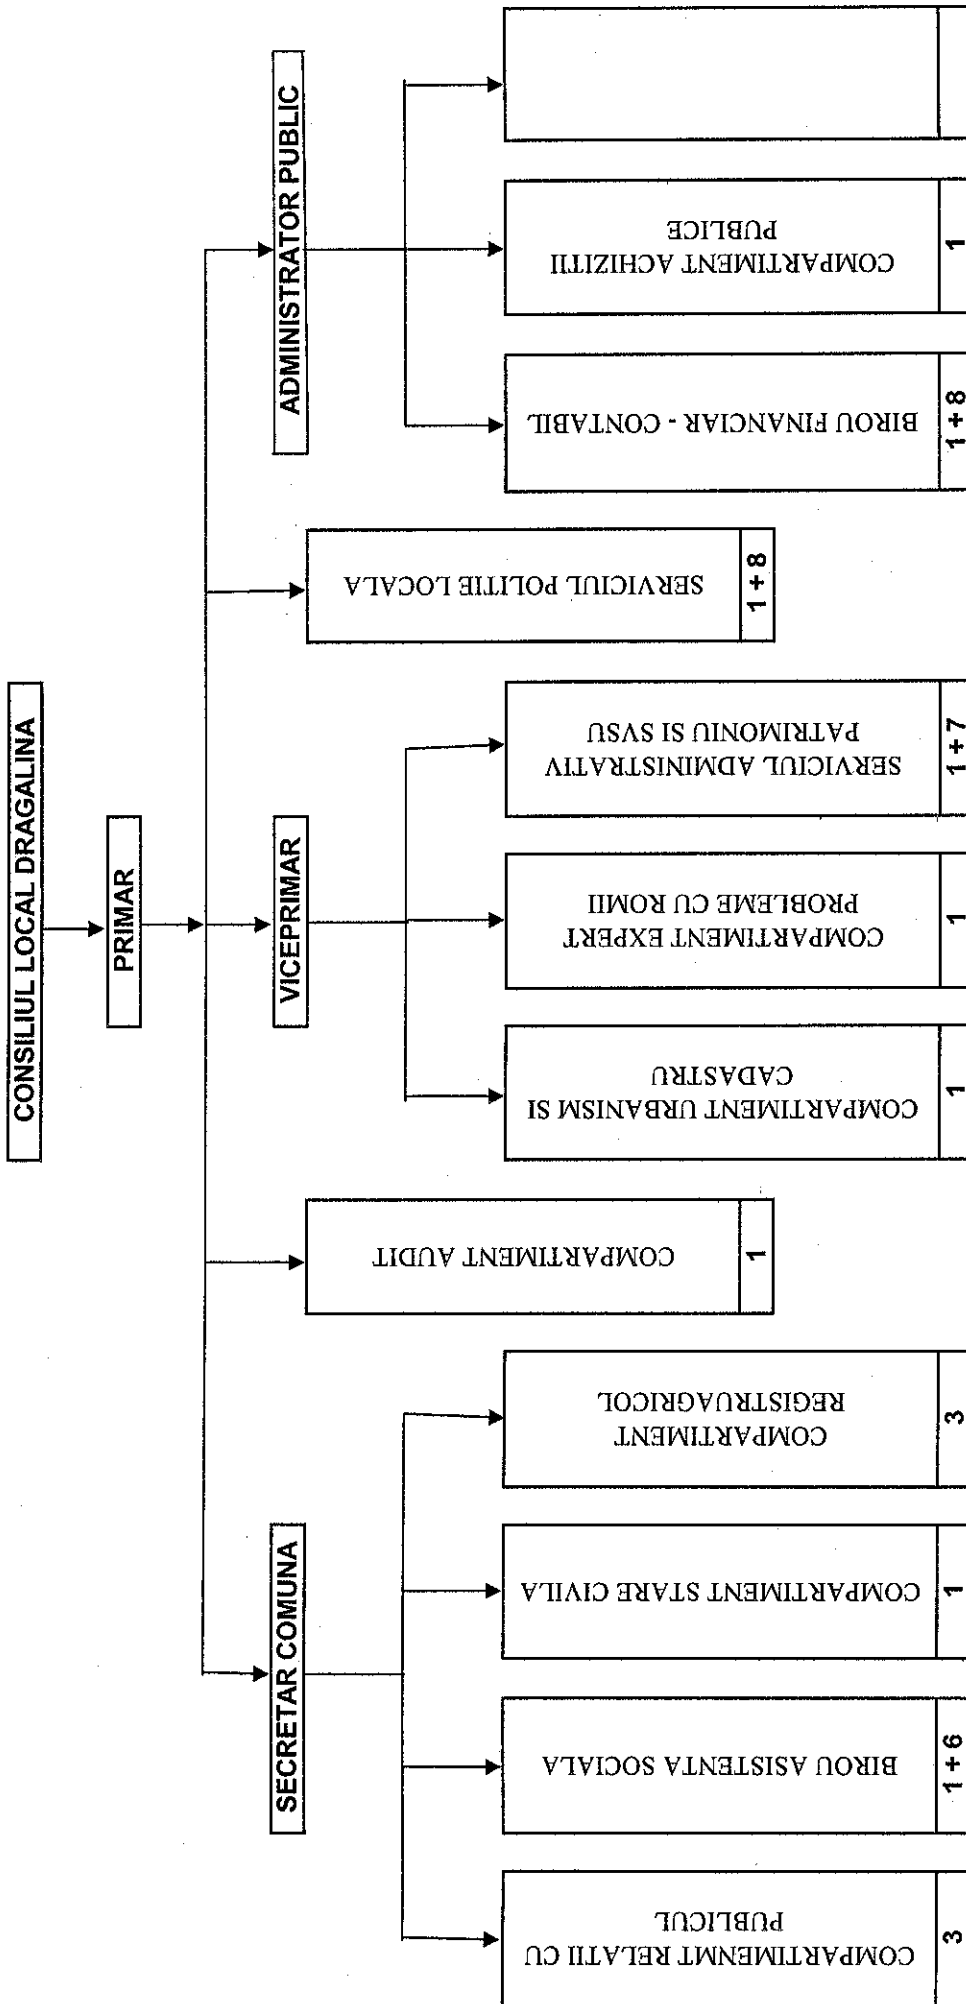 CONSILIUL LOCAL DRAGALINA
PRIMAR
SECRETAR COMUNA
VICEPRIMAR
ADMINISTRATOR PUBLIC
COMPARTIMENT AUDIT
1
SERVICIUL POLITIE LOCALA
1 + 8
COMPARTIMENMT RELATII CU
PUBLICUL
3
BIROU ASISTENTA SOCIALA
1 + 6
COMPARTIMENT STARE CIVILA
1
COMPARTIMENT
REGISTRUAGRICOL
3
COMPARTIMENT URBANISM SI
CADASTRU
1
COMPARTIMENT EXPERT
PROBLEME CU ROMII
1
SERVICIUL ADMINISTRATIV
PATRIMONIU SI SVSU
1 + 7
BIROU FINANCIAR - CONTABIL
1 + 8
COMPARTIMENT ACHIZITII
PUBLICE
1